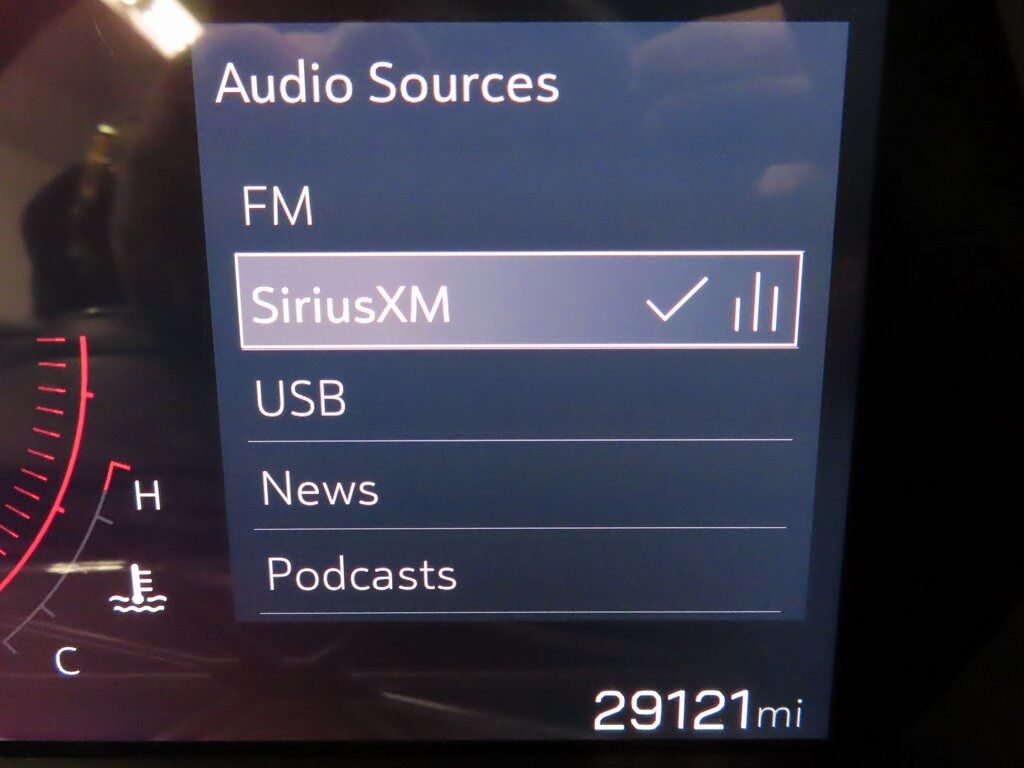 Audio Sources
FM
SiriusXM
USB
News
Podcasts
H
C
29121mi